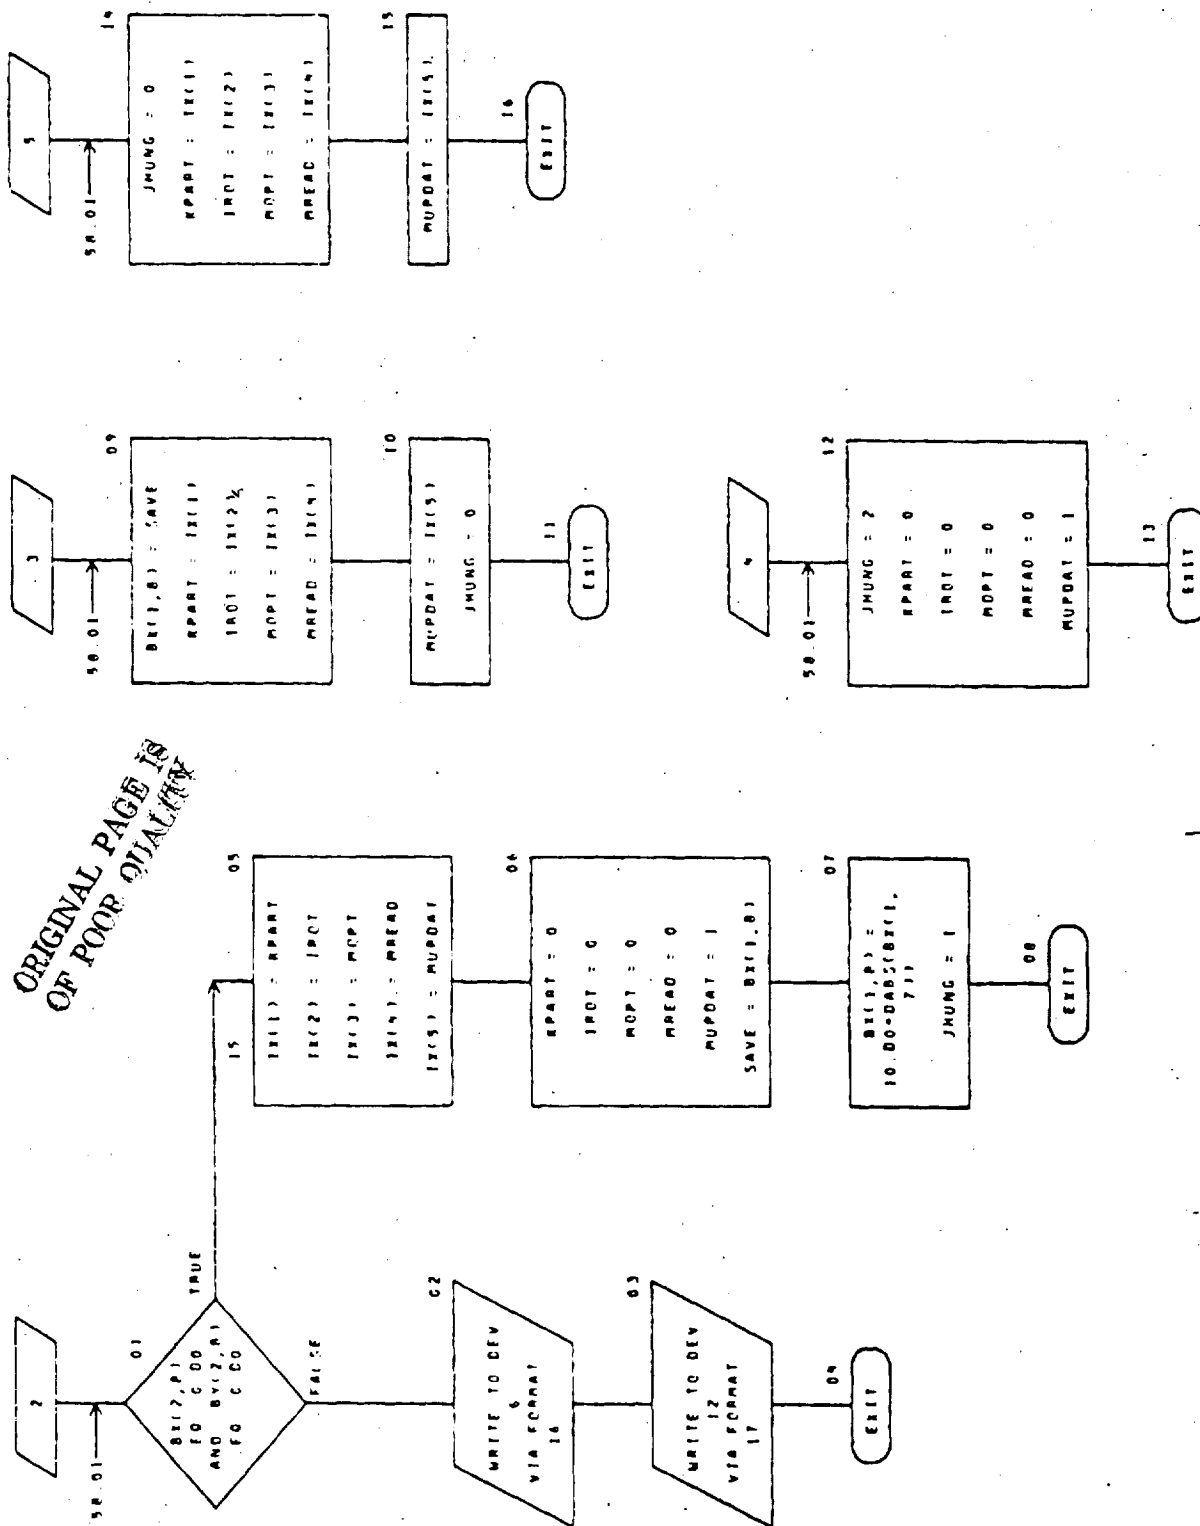 2
58.01
01
BX(2,8)
EQ 0 D0
AND BY(2,8)
EQ 0 D0
TRUE
FALSE
02
WRITE TO DEV
6
VIA FORMAT
16
03
WRITE TO DEV
12
VIA FORMAT
17
04
EXIT
15
05
IX(1) = KPART
IX(2) = IROT
IX(3) = MOPT
IX(4) = MREAD
IX(5) = MUPDAT
06
KPART = 0
IROT = 0
MOPT = 0
MREAD = 0
MUPDAT = 1
SAVE = BX(1,8)
07
BX(1,8) =
10.D0*DABS(BX(1,
7))
JHUNG = 1
08
EXIT
ORIGINAL PAGE IS
OF POOR QUALITY
3
58.01
09
BX(1,8) = SAVE
KPART = IX(1)
IROT = IX(2)
MOPT = IX(3)
MREAD = IX(4)
10
MUPDAT = IX(5)
JHUNG = 0
11
EXIT
4
58.01
12
JHUNG = 2
KPART = 0
IROT = 0
MOPT = 0
MREAD = 0
MUPDAT = 1
13
EXIT
5
58.01
14
JHUNG = 0
KPART = IX(1)
IROT = IX(2)
MOPT = IX(3)
MREAD = IX(4)
15
MUPDAT = IX(5)
16
EXIT